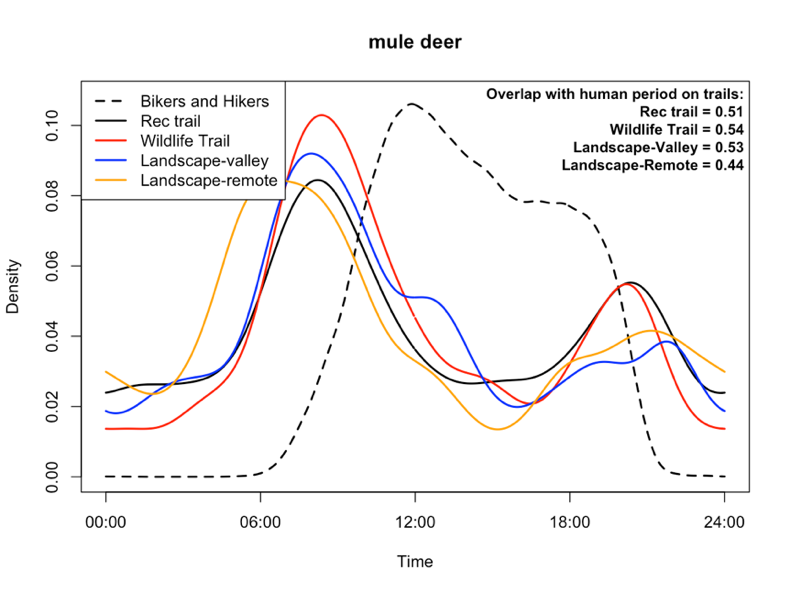 mule deer
Bikers and Hikers
Rec trail
Wildlife Trail
Landscape-valley
Landscape-remote
Overlap with human period on trails:
Rec trail = 0.51
Wildlife Trail = 0.54
Landscape-Valley = 0.53
Landscape-Remote = 0.44
Density
0.10
0.08
0.06
0.04
0.02
0.00
00:00 06:00 12:00 18:00 24:00
Time